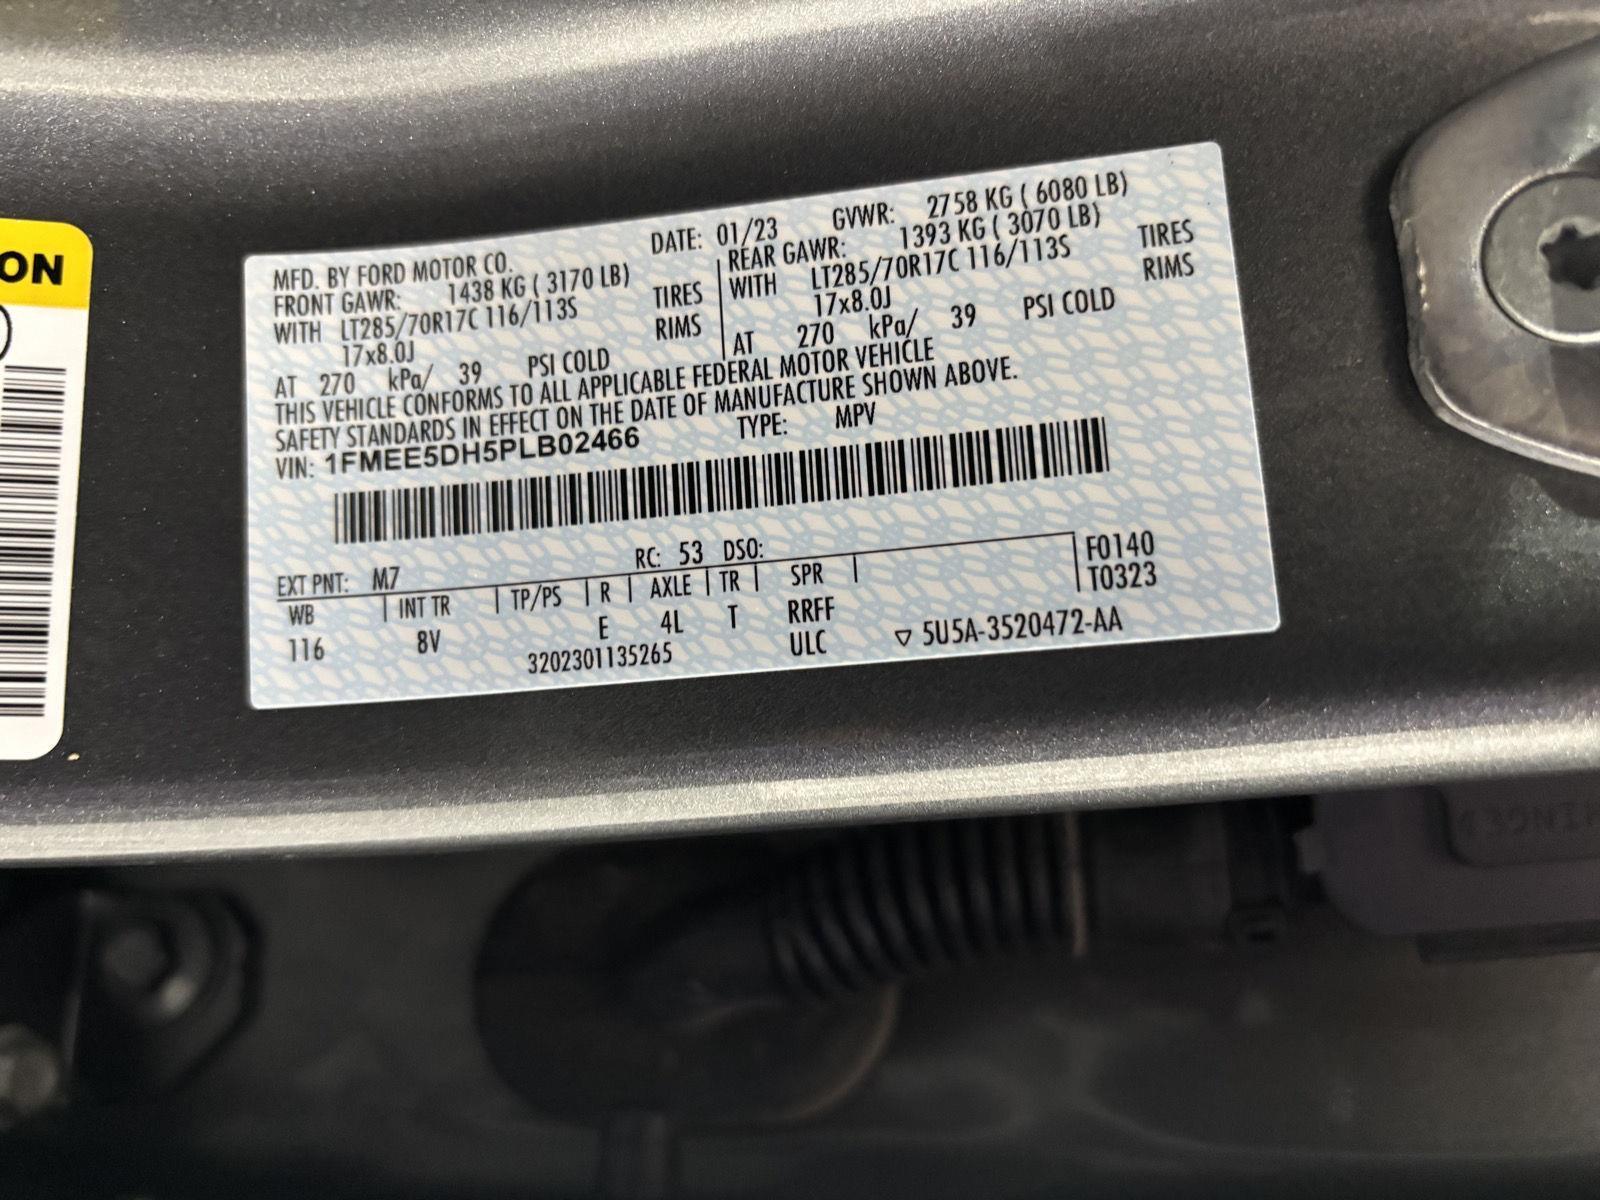 ON
MFD. BY FORD MOTOR CO. DATE: 01/23 GVWR: 2758 KG ( 6080 LB)
FRONT GAWR: 1438 KG ( 3170 LB) REAR GAWR: 1393 KG ( 3070 LB)
WITH LT285/70R17C 116/113S TIRES WITH LT285/70R17C 116/113S TIRES
17x8.0J RIMS 17x8.0J RIMS
AT 270 kPa/ 39 PSI COLD AT 270 kPa/ 39 PSI COLD
THIS VEHICLE CONFORMS TO ALL APPLICABLE FEDERAL MOTOR VEHICLE
SAFETY STANDARDS IN EFFECT ON THE DATE OF MANUFACTURE SHOWN ABOVE.
VIN: 1FMEE5DH5PLB02466 TYPE: MPV
EXT PNT: M7 RC: 53 DSO: F0140
WB INT TR TP/PS R AXLE TR SPR T0323
116 8V E 4L T RRFF
3202301135265 ULC ▽ 5U5A-3520472-AA